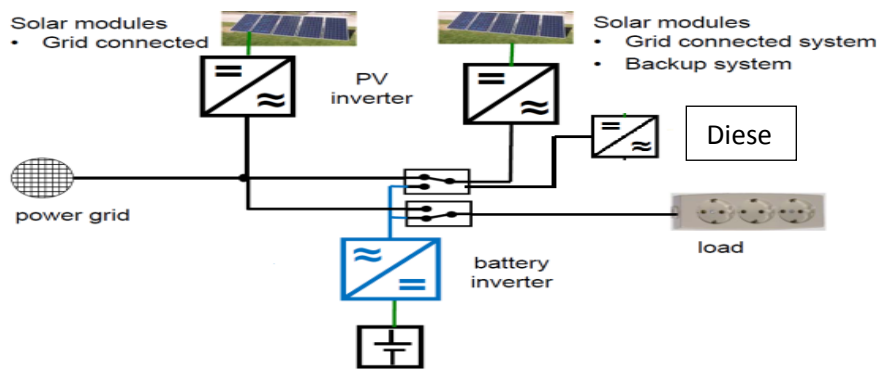 Solar modules
• Grid connected
Solar modules
• Grid connected system
• Backup system
PV
inverter
Diese
power grid
load
battery
inverter